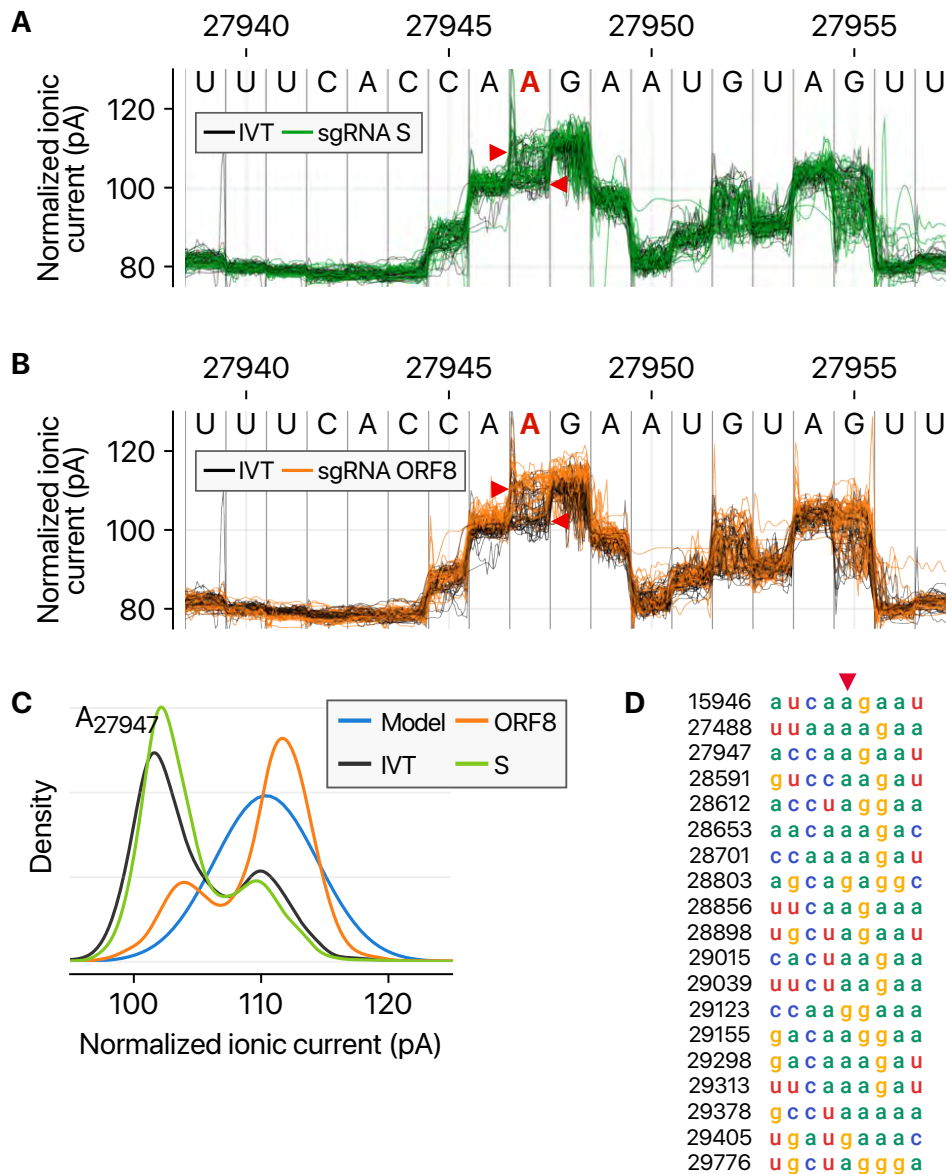 A
27940 27945 27950 27955
U U U C A C C A A G A A U G U A G U U
120
100
80
Normalized ionic
current (pA)
IVT sgRNA S
B
27940 27945 27950 27955
U U U C A C C A A G A A U G U A G U U
120
100
80
Normalized ionic
current (pA)
IVT sgRNA ORF8
C
A27947
Model ORF8
IVT S
Density
100 110 120
Normalized ionic current (pA)
D
15946 a u c a a g a a u
27488 u u a a a a g a a
27947 a c c a a g a a u
28591 g u c c a a g a u
28612 a c c u a g g a a
28653 a a c a a a g a c
28701 c c a a a a g a u
28803 a g c a g a g g c
28856 u u c a a g a a a
28898 u g c u a g a a u
29015 c a c u a a g a a
29039 u u c u a a g a a
29123 c c a a g g a a a
29155 g a c a a g g a a
29298 g a c a a a g a u
29313 u u c a a a g a u
29378 g c c u a a a a a
29405 u g a u g a a a c
29776 u g c u a g g g a